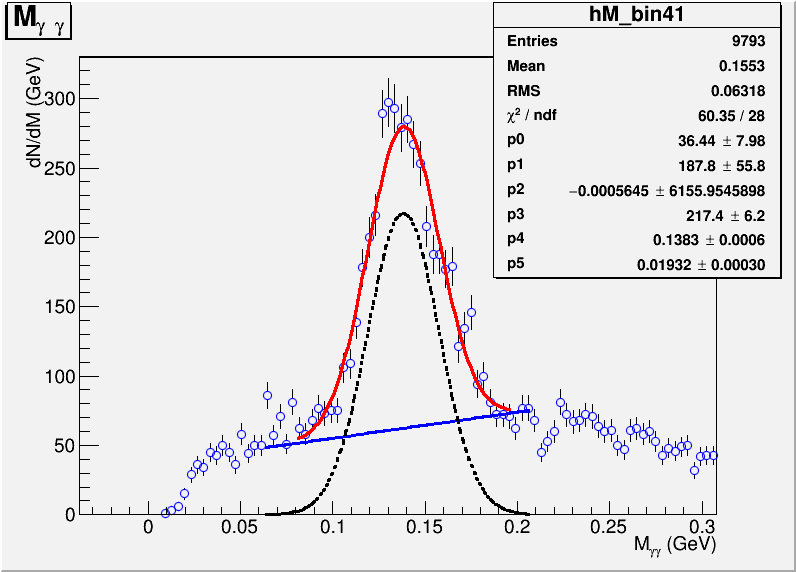 M γ γ
hM_bin41
Entries 9793
Mean 0.1553
RMS 0.06318
χ² / ndf 60.35 / 28
p0 36.44 ± 7.98
p1 187.8 ± 55.8
p2 −0.0005645 ± 6155.9545898
p3 217.4 ± 6.2
p4 0.1383 ± 0.0006
p5 0.01932 ± 0.00030
dN/dM (GeV)
300
250
200
150
100
50
0
0 0.05 0.1 0.15 0.2 0.25 0.3
Mγγ (GeV)